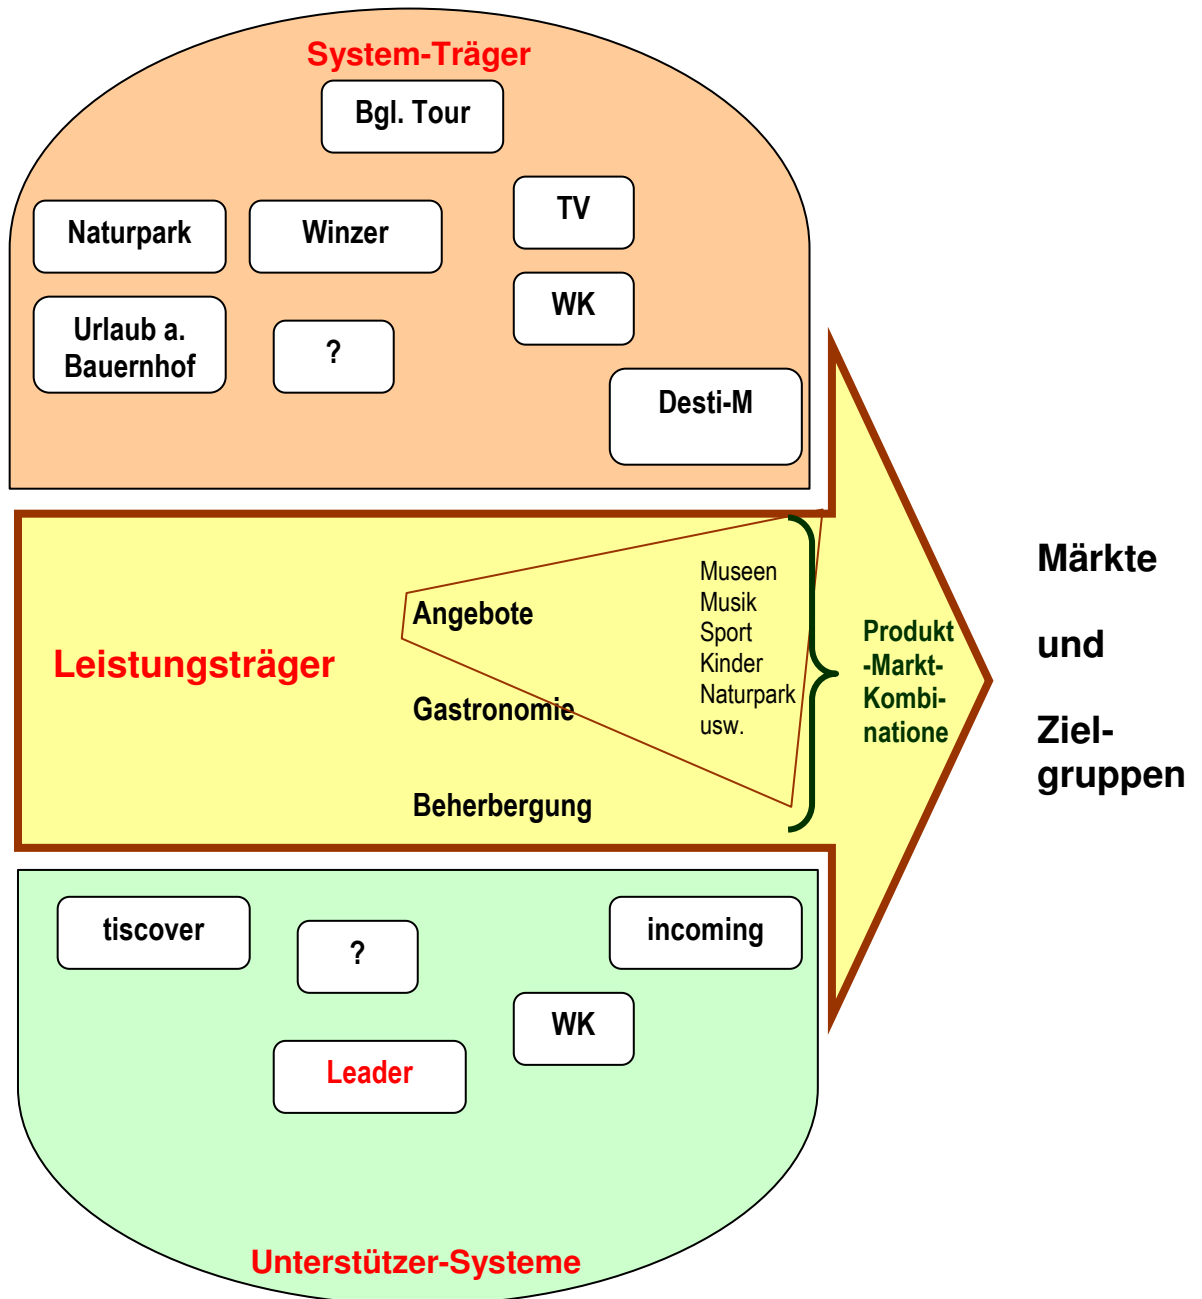 System-Träger
Bgl. Tour
TV
Naturpark
Winzer
WK
Urlaub a.
Bauernhof
?
Desti-M
Leistungsträger
Angebote
Gastronomie
Beherbergung
Museen
Musik
Sport
Kinder
Naturpark
usw.
Produkt
-Markt-
Kombi-
natione
Märkte
und
Ziel-
gruppen
tiscover
?
incoming
WK
Leader
Unterstützer-Systeme